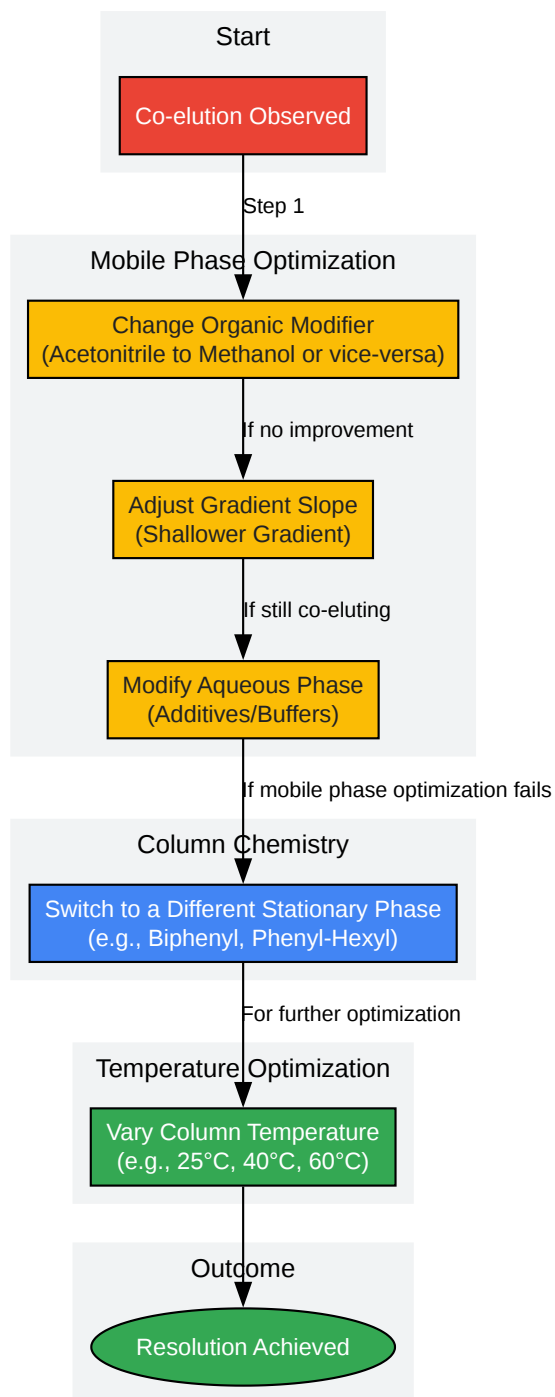 Start
Co-elution Observed
Step 1
Mobile Phase Optimization
Change Organic Modifier
(Acetonitrile to Methanol or vice-versa)
If no improvement
Adjust Gradient Slope
(Shallower Gradient)
If still co-eluting
Modify Aqueous Phase
(Additives/Buffers)
If mobile phase optimization fails
Column Chemistry
Switch to a Different Stationary Phase
(e.g., Biphenyl, Phenyl-Hexyl)
For further optimization
Temperature Optimization
Vary Column Temperature
(e.g., 25°C, 40°C, 60°C)
Outcome
Resolution Achieved